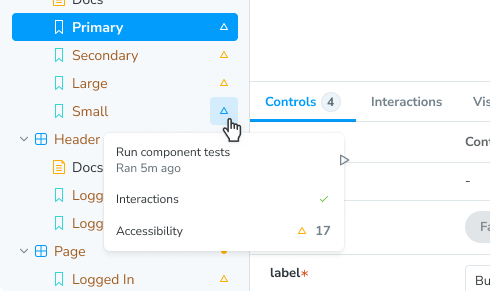 Docs
Primary
Secondary
Large
Small
Header
Docs
Logg
Logg
Page
Logged In
Run component tests
Ran 5m ago
Interactions
Accessibility 17
Controls 4 Interactions Vis
Cont
-
Fa
label*
Bu